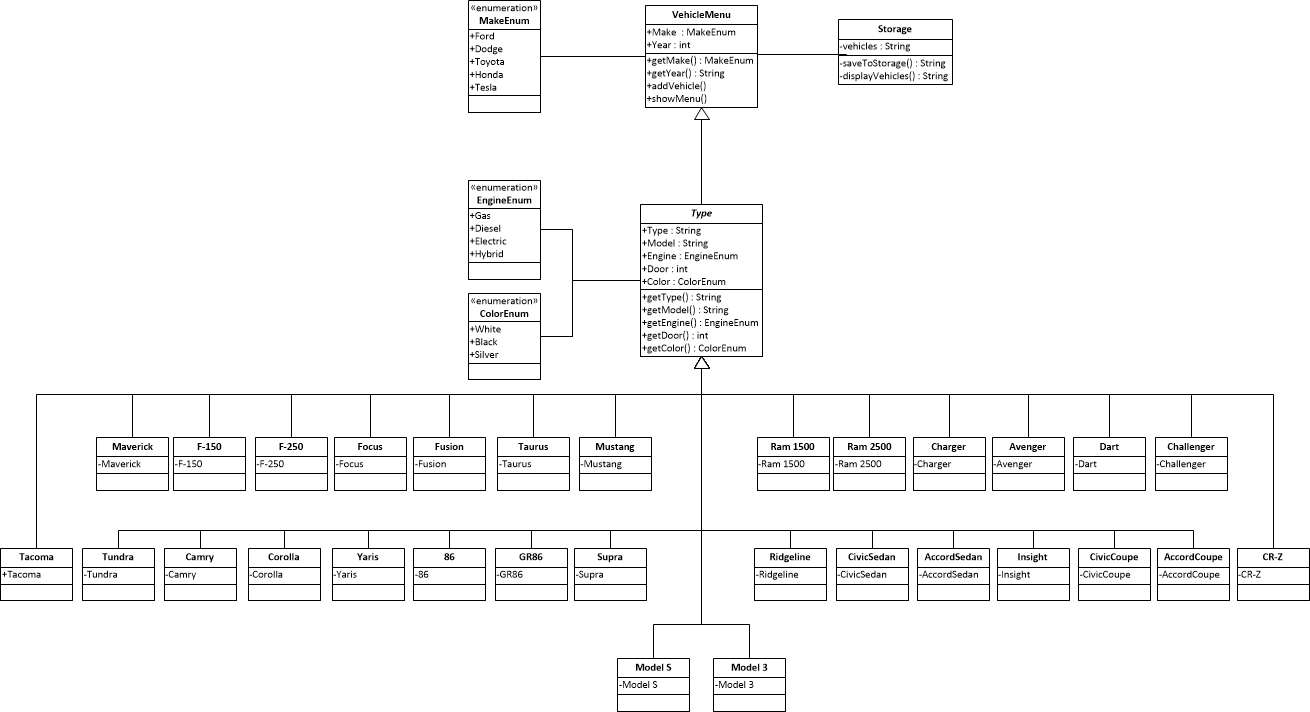 «enumeration»
MakeEnum
+Ford
+Dodge
+Toyota
+Honda
+Tesla
VehicleMenu
+Make : MakeEnum
+Year : int
+getMake() : MakeEnum
+getYear() : String
+addVehicle()
+showMenu()
Storage
-vehicles : String
-saveToStorage() : String
-displayVehicles() : String
«enumeration»
EngineEnum
+Gas
+Diesel
+Electric
+Hybrid
«enumeration»
ColorEnum
+White
+Black
+Silver
Type
+Type : String
+Model : String
+Engine : EngineEnum
+Door : int
+Color : ColorEnum
+getType() : String
+getModel() : String
+getEngine() : EngineEnum
+getDoor() : int
+getColor() : ColorEnum
Maverick
-Maverick
F-150
-F-150
F-250
-F-250
Focus
-Focus
Fusion
-Fusion
Taurus
-Taurus
Mustang
-Mustang
Ram 1500
-Ram 1500
Ram 2500
-Ram 2500
Charger
-Charger
Avenger
-Avenger
Dart
-Dart
Challenger
-Challenger
Tacoma
+Tacoma
Tundra
-Tundra
Camry
-Camry
Corolla
-Corolla
Yaris
-Yaris
86
-86
GR86
-GR86
Supra
-Supra
Ridgeline
-Ridgeline
CivicSedan
-CivicSedan
AccordSedan
-AccordSedan
Insight
-Insight
CivicCoupe
-CivicCoupe
AccordCoupe
-AccordCoupe
CR-Z
-CR-Z
Model S
-Model S
Model 3
-Model 3